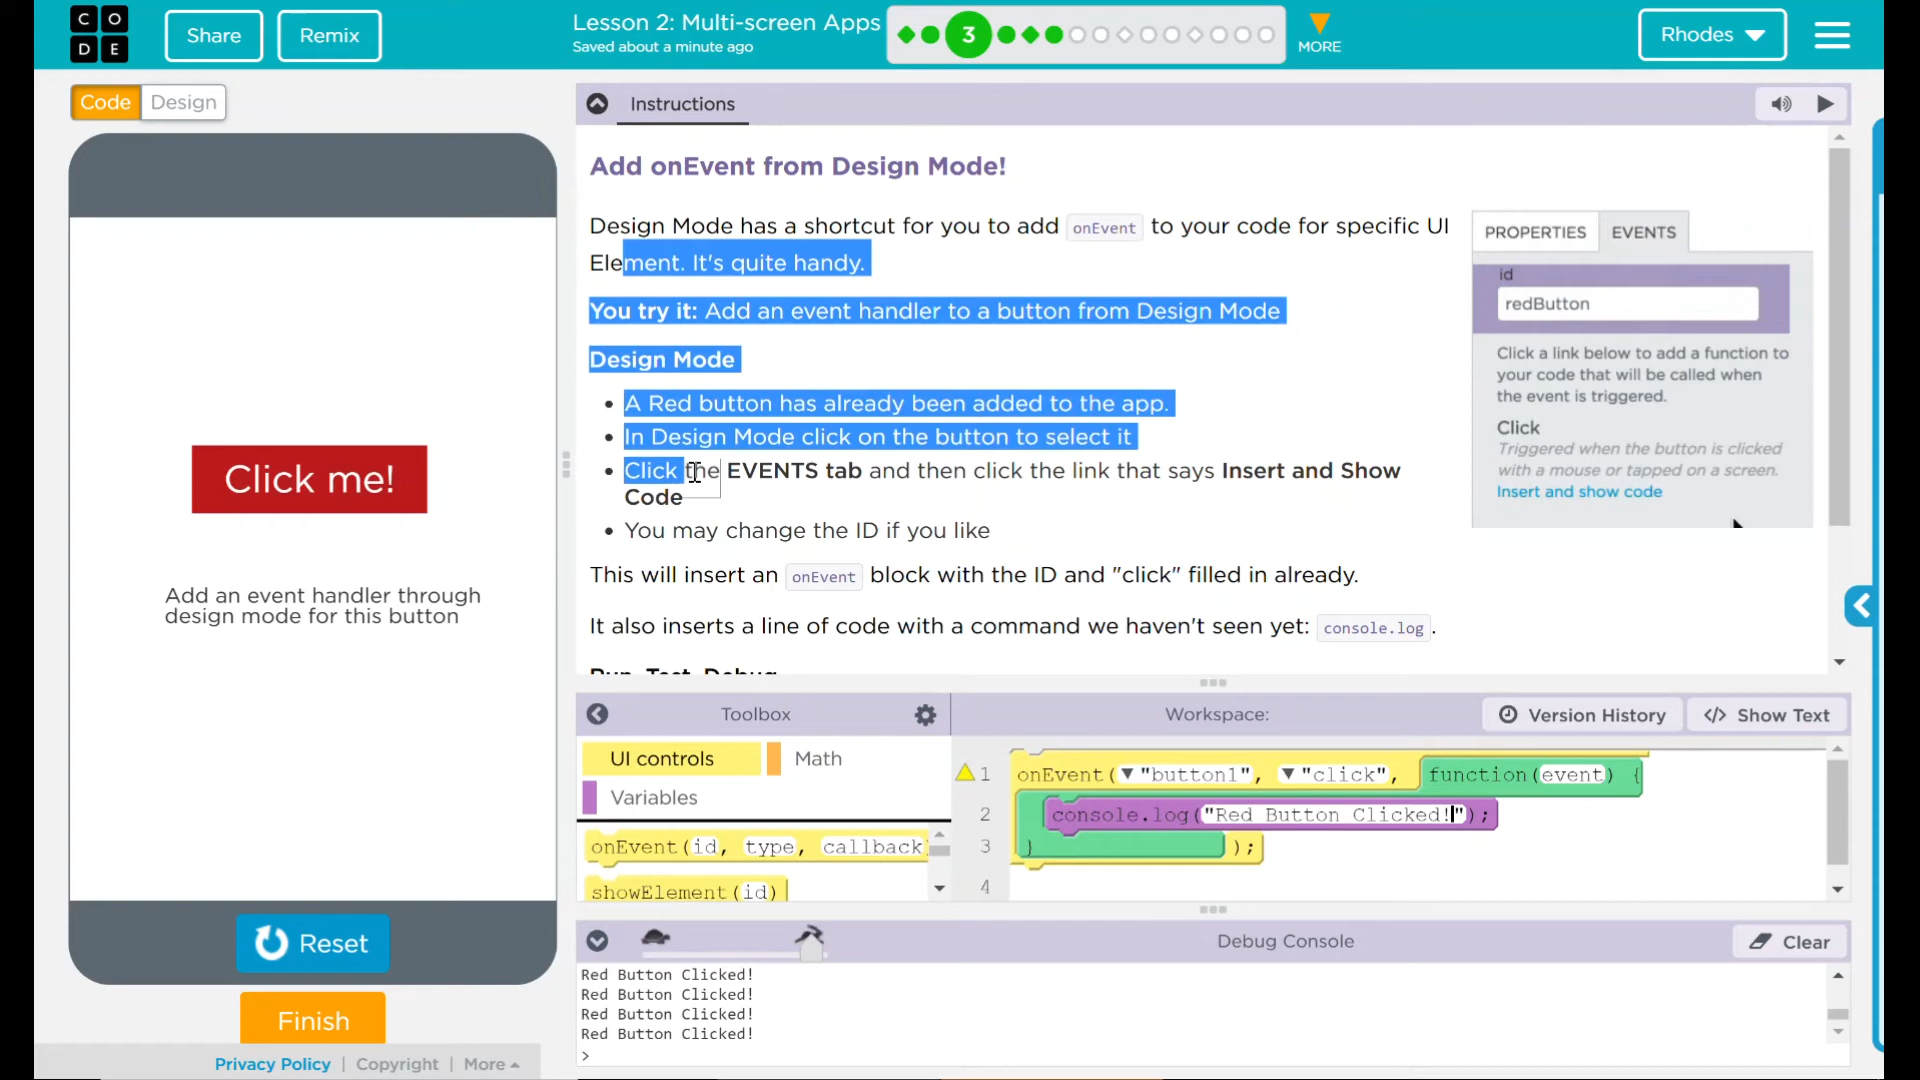 CO
DE
Share
Remix
Lesson 2: Multi-screen Apps
Saved about a minute ago
3
MORE
Rhodes
Code
Design
Click me!
Add an event handler through
design mode for this button
Reset
Finish
Privacy Policy | Copyright | More
Instructions
Add onEvent from Design Mode!
Design Mode has a shortcut for you to add onEvent to your code for specific UI
Element. It's quite handy.
You try it: Add an event handler to a button from Design Mode
Design Mode
• A Red button has already been added to the app.
• In Design Mode click on the button to select it
• Click the EVENTS tab and then click the link that says Insert and Show
Code
• You may change the ID if you like
This will insert an onEvent block with the ID and "click" filled in already.
It also inserts a line of code with a command we haven't seen yet: console.log.
Run, Test, Debug
PROPERTIES
EVENTS
id
redButton
Click a link below to add a function to
your code that will be called when
the event is triggered.
Click
Triggered when the button is clicked
with a mouse or tapped on a screen.
Insert and show code
Toolbox
UI controls
Math
Variables
onEvent(id, type, callback)
showElement(id)
Workspace:
Version History
</> Show Text
1 onEvent("button1", "click", function(event) {
2 console.log("Red Button Clicked!");
3 } );
4
Debug Console
Clear
Red Button Clicked!
Red Button Clicked!
Red Button Clicked!
Red Button Clicked!
>